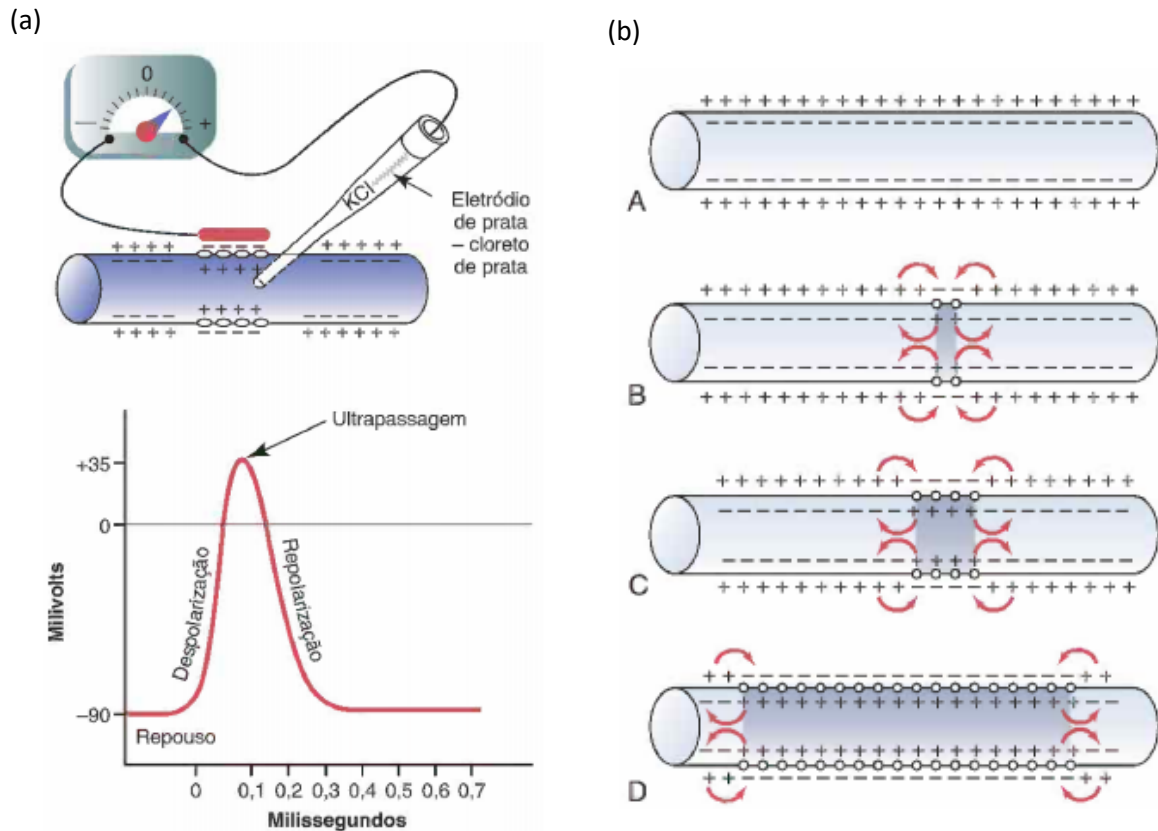 (a)
0
— +
KCl
Eletródio
de prata
– cloreto
de prata
Ultrapassagem
+35
0
–90
Milivolts
Despolarização
Repolarização
Repouso
0 0,1 0,2 0,3 0,4 0,5 0,6 0,7
Milissegundos
(b)
A
B
C
D